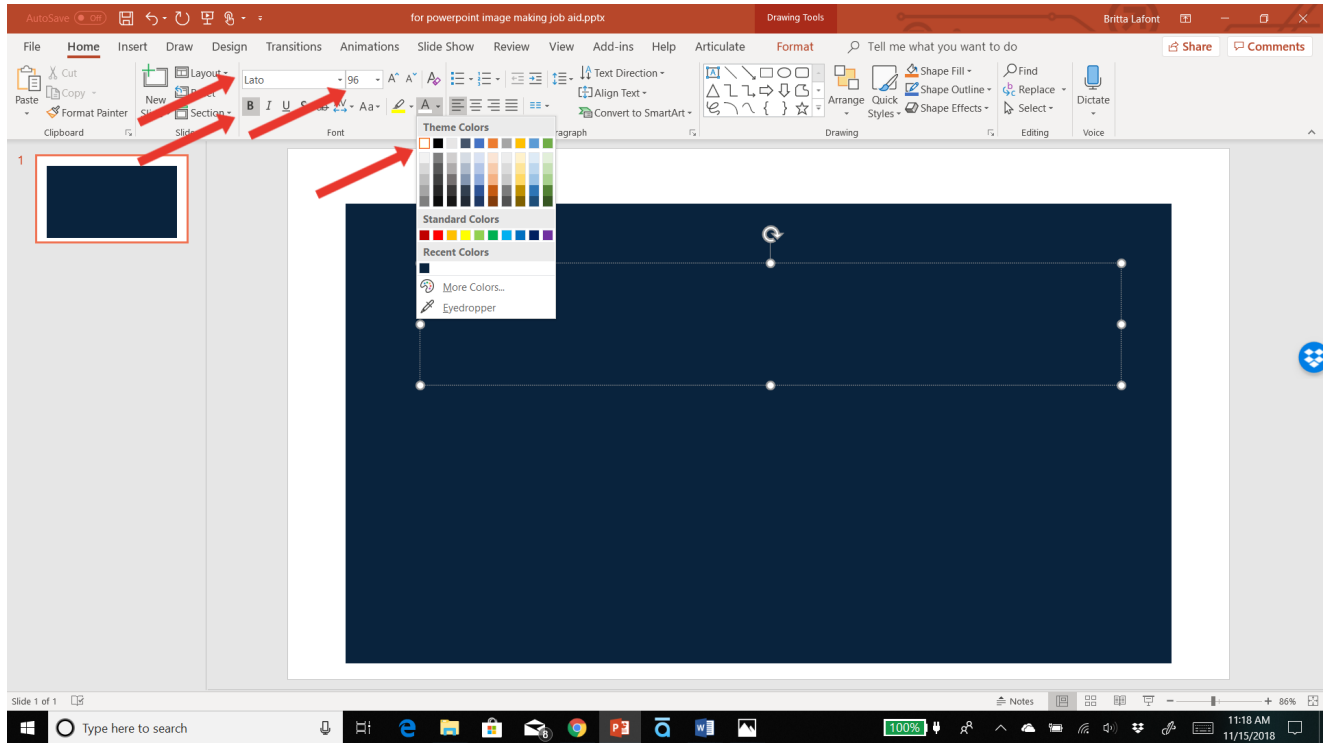 AutoSave Off for powerpoint image making job aid.pptx Drawing Tools Britta Lafont
File Home Insert Draw Design Transitions Animations Slide Show Review View Add-ins Help Articulate Format Tell me what you want to do Share Comments
Paste
Cut
Copy
Format Painter
Clipboard
New
Layout
Section
Lato 96
B I U S Aa A
Font
Text Direction
Align Text
Convert to SmartArt
Arrange
Quick
Styles
Shape Fill
Shape Outline
Shape Effects
Drawing
Find
Replace
Select
Editing
Dictate
Voice
Theme Colors
Standard Colors
Recent Colors
More Colors...
Eyedropper
1
Slide 1 of 1 Notes 86%
Type here to search 8 100% 11:18 AM
11/15/2018